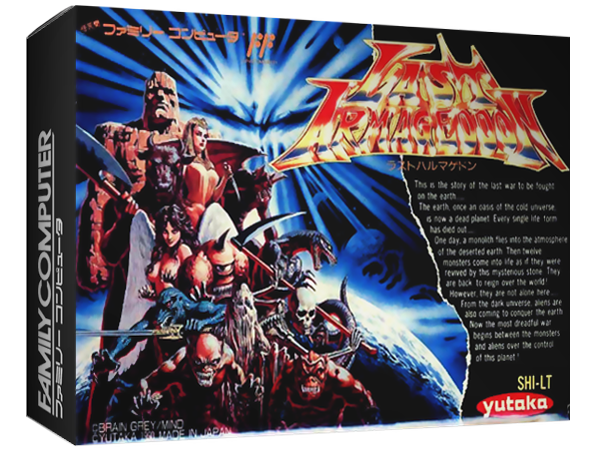 ファミリーコンピュータ
FF
LAST
ARMAGEDDON
ラストハルマゲドン
This is the story of the last war to be fought
on the earth....
The earth, once an oasis of the cold universe,
is now a dead planet. Every single life form
has died out...
One day, a monolith flies into the atmosphere
of the deserted earth. Then twelve
monsters come into life as if they were
revived by this mysterious stone. They
are back to reign over the world!
However, they are not alone here....
From the dark universe, aliens are
also coming to conquer the earth
Now the most dreadful war
begins between the monsters
and aliens over the control
of this planet!
SHI-LT
yutaka
©BRAIN GREY/MIND
©YUTAKA MADE IN JAPAN
FAMILY COMPUTER
ファミリー コンピュータ